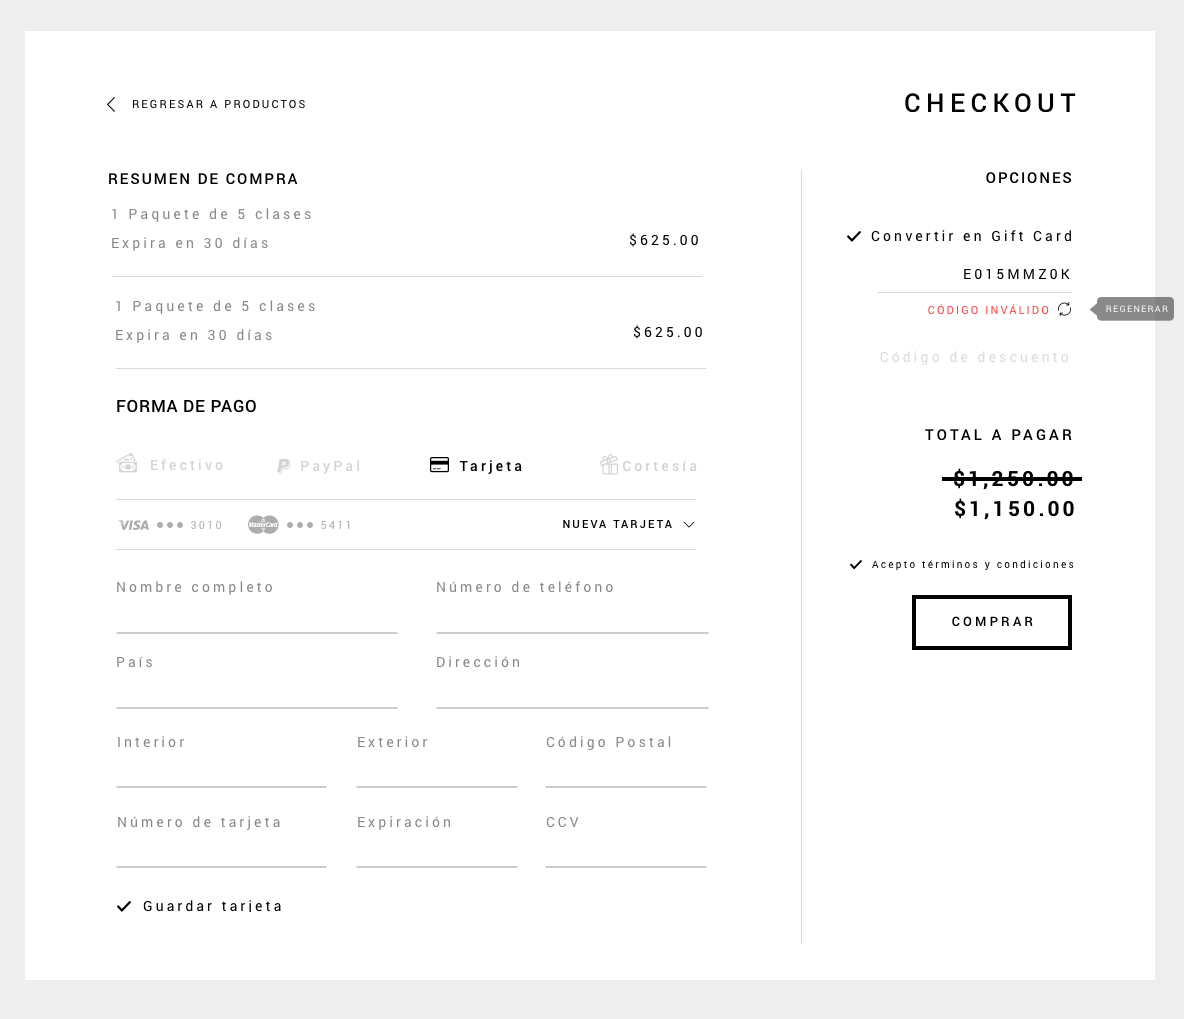 REGRESAR A PRODUCTOS
CHECKOUT
RESUMEN DE COMPRA
1 Paquete de 5 clases
Expira en 30 días
$625.00
1 Paquete de 5 clases
Expira en 30 días
$625.00
FORMA DE PAGO
Efectivo PayPal Tarjeta Cortesía
VISA ●●● 3010 MasterCard ●●● 5411 NUEVA TARJETA
Nombre completo Número de teléfono
País Dirección
Interior Exterior Código Postal
Número de tarjeta Expiración CCV
Guardar tarjeta
OPCIONES
Convertir en Gift Card
E015MMZ0K
CÓDIGO INVÁLIDO REGENERAR
Código de descuento
TOTAL A PAGAR
$1,250.00
$1,150.00
Acepto términos y condiciones
COMPRAR